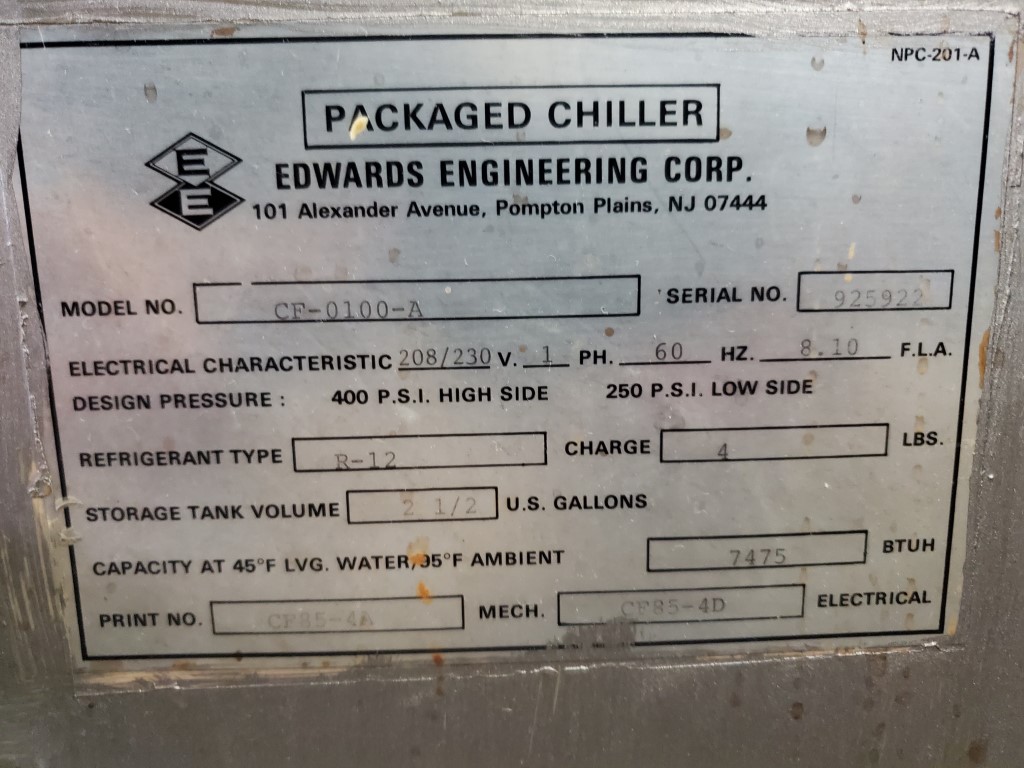 NPC-201-A
PACKAGED CHILLER
E
E
EDWARDS ENGINEERING CORP.
101 Alexander Avenue, Pompton Plains, NJ 07444
MODEL NO. CF-0100-A SERIAL NO. 925922
ELECTRICAL CHARACTERISTIC 208/230 V. 1 PH. 60 HZ. 8.10 F.L.A.
DESIGN PRESSURE : 400 P.S.I. HIGH SIDE 250 P.S.I. LOW SIDE
REFRIGERANT TYPE R-12 CHARGE 4 LBS.
STORAGE TANK VOLUME 2 1/2 U.S. GALLONS
CAPACITY AT 45°F LVG. WATER/95°F AMBIENT 7475 BTUH
PRINT NO. CF85-4A MECH. CF85-4D ELECTRICAL